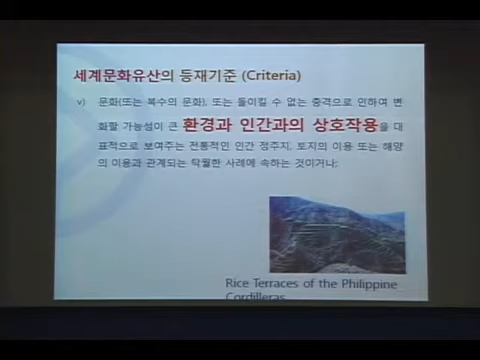 세계문화유산의 등재기준 (Criteria)
v) 문화(또는 복수의 문화), 또는 돌이킬 수 없는 충격으로 인하여 변
화할 가능성이 큰 환경과 인간과의 상호작용을 대
표적으로 보여주는 전통적인 인간 정주지, 토지의 이용 또는 해양
의 이용과 관계되는 탁월한 사례에 속하는 것이거나;
Rice Terraces of the Philippine
Cordilleras